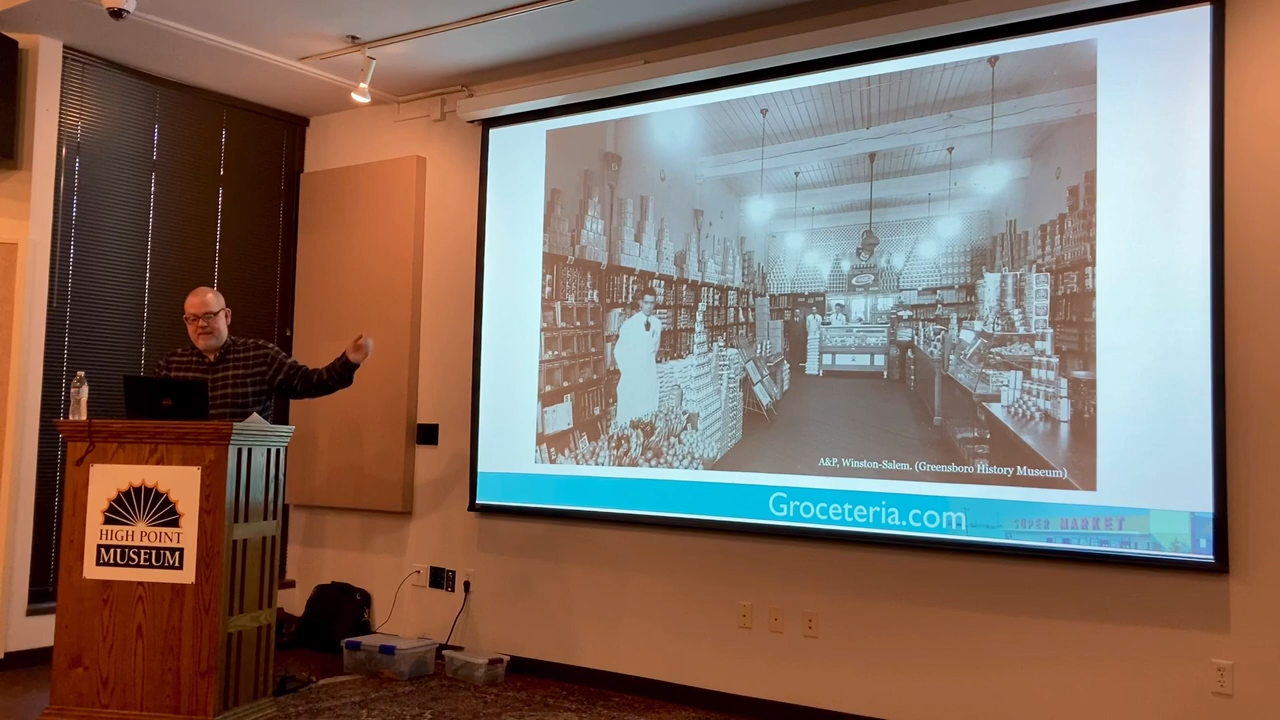 A&P, Winston-Salem. (Greensboro History Museum)
Groceteria.com
SUPER MARKET
HIGH POINT
MUSEUM